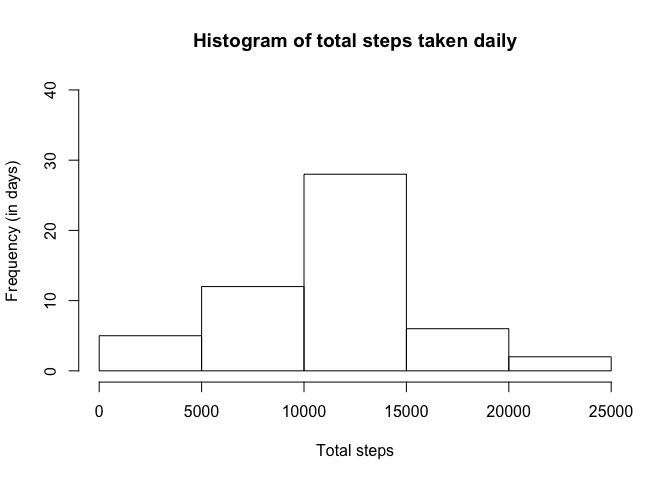 Histogram of total steps taken daily
Frequency (in days)
40
30
20
10
0
0 5000 10000 15000 20000 25000
Total steps